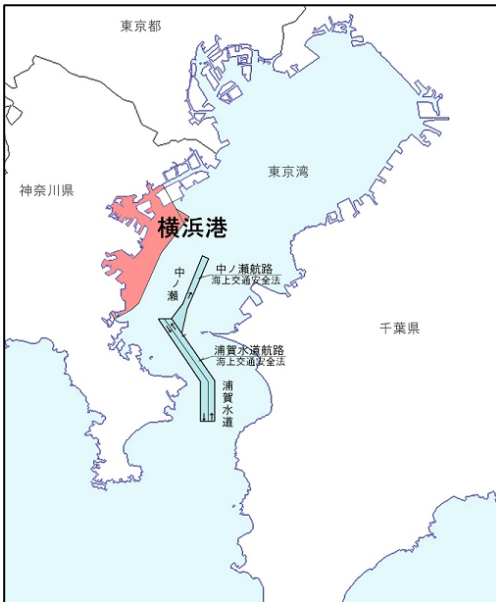 東京都
東京湾
神奈川県
横浜港
中ノ瀬
中ノ瀬航路
海上交通安全法
千葉県
浦賀水道航路
海上交通安全法
浦賀水道